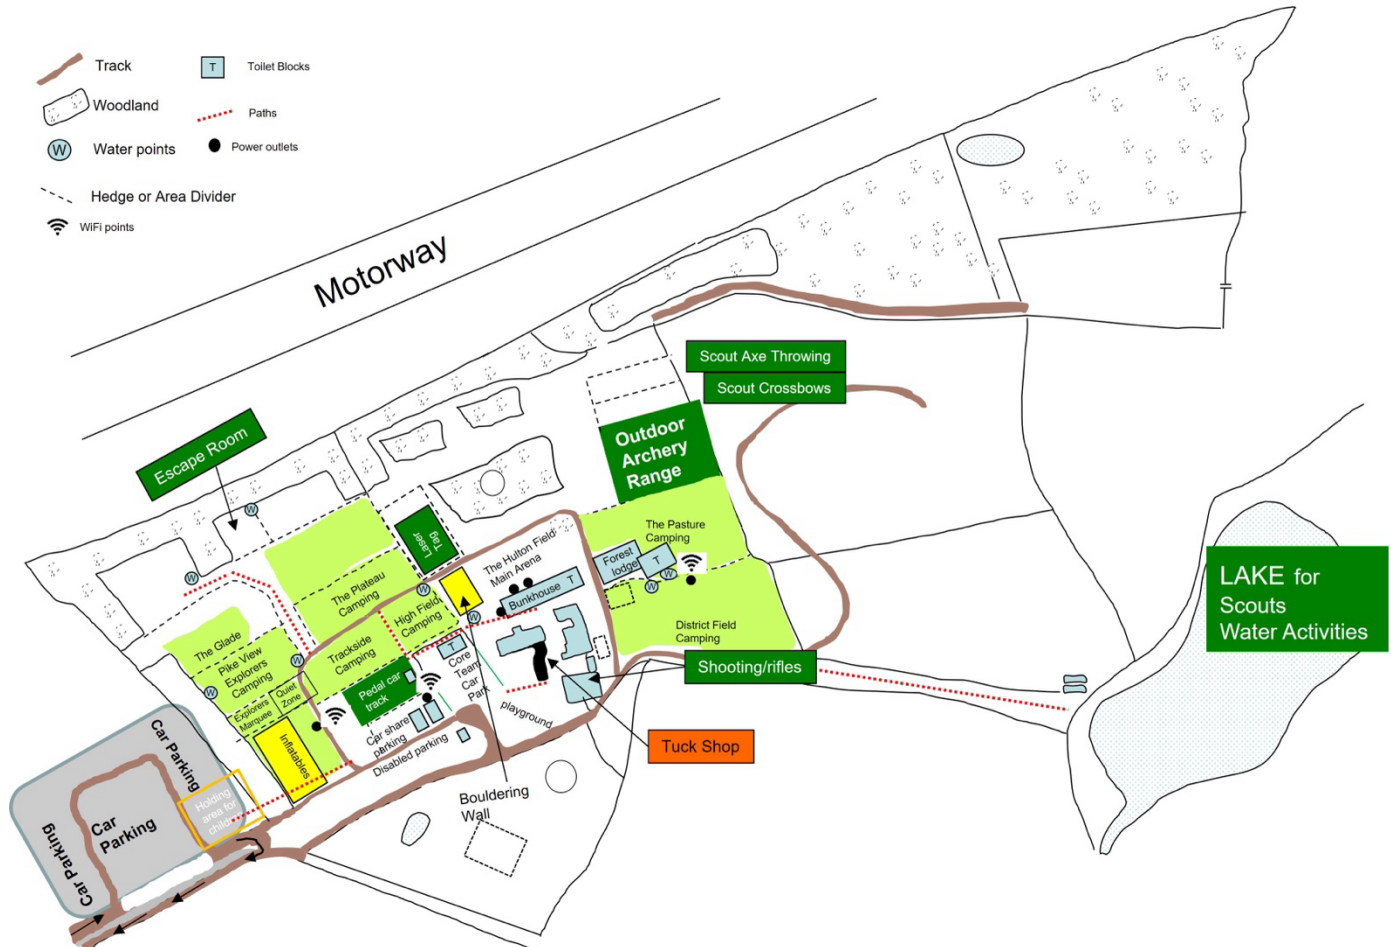 Track
T
Toilet Blocks
Woodland
Paths
W
Water points
Power outlets
Hedge or Area Divider
WiFi points
Motorway
Scout Axe Throwing
Scout Crossbows
Escape Room
Outdoor
Archery
Range
W
W
Laser
Tag
The Pasture
Camping
The Hulton Field
Main Arena
Forest
lodge
T
W
W
Bunkhouse T
The Plateau
Camping
W
High Field
Camping
W
LAKE for
Scouts
Water Activities
District Field
Camping
The Glade
Pike View
Explorers
Camping
W
W
Trackside
Camping
T
Core
Team
Car
Park
Shooting/rifles
Quiet
Zone
Explorers
Marquee
Pedal car
track
playground
Inflatables
Car share
parking
Disabled parking
Tuck Shop
Car Parking
Holding
area for
childr
Car
Parking
Car Parking
Bouldering
Wall